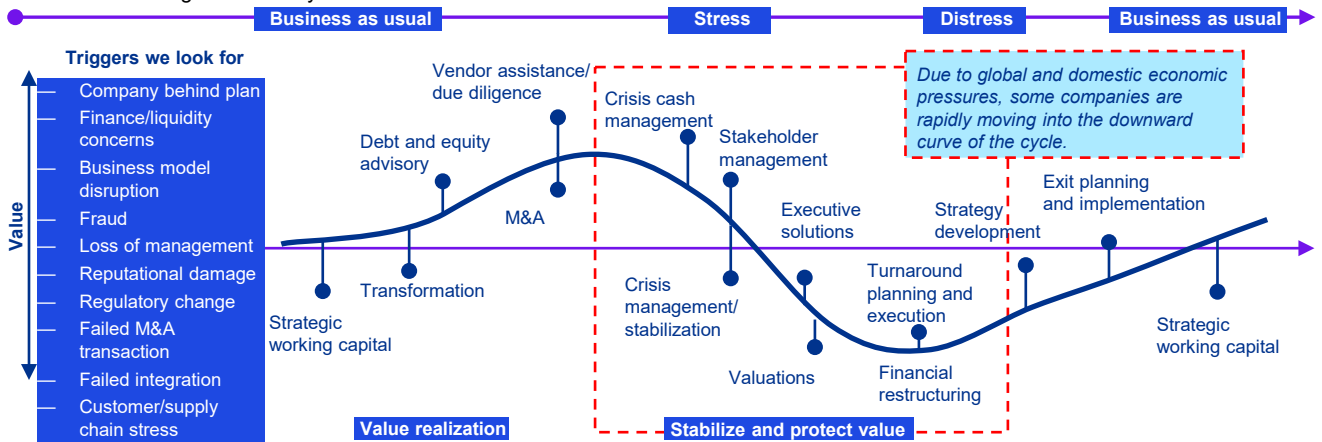 Business as usual
Stress
Distress
Business as usual
Triggers we look for
Value
Company behind plan
Finance/liquidity
concerns
Business model
disruption
Fraud
Loss of management
Reputational damage
Regulatory change
Failed M&A
transaction
Failed integration
Customer/supply
chain stress
Strategic
working capital
Transformation
Debt and equity
advisory
Vendor assistance/
due diligence
M&A
Crisis cash
management
Stakeholder
management
Crisis
management/
stabilization
Executive
solutions
Valuations
Turnaround
planning and
execution
Financial
restructuring
Strategy
development
Exit planning
and implementation
Strategic
working capital
Due to global and domestic economic
pressures, some companies are
rapidly moving into the downward
curve of the cycle.
Value realization
Stabilize and protect value